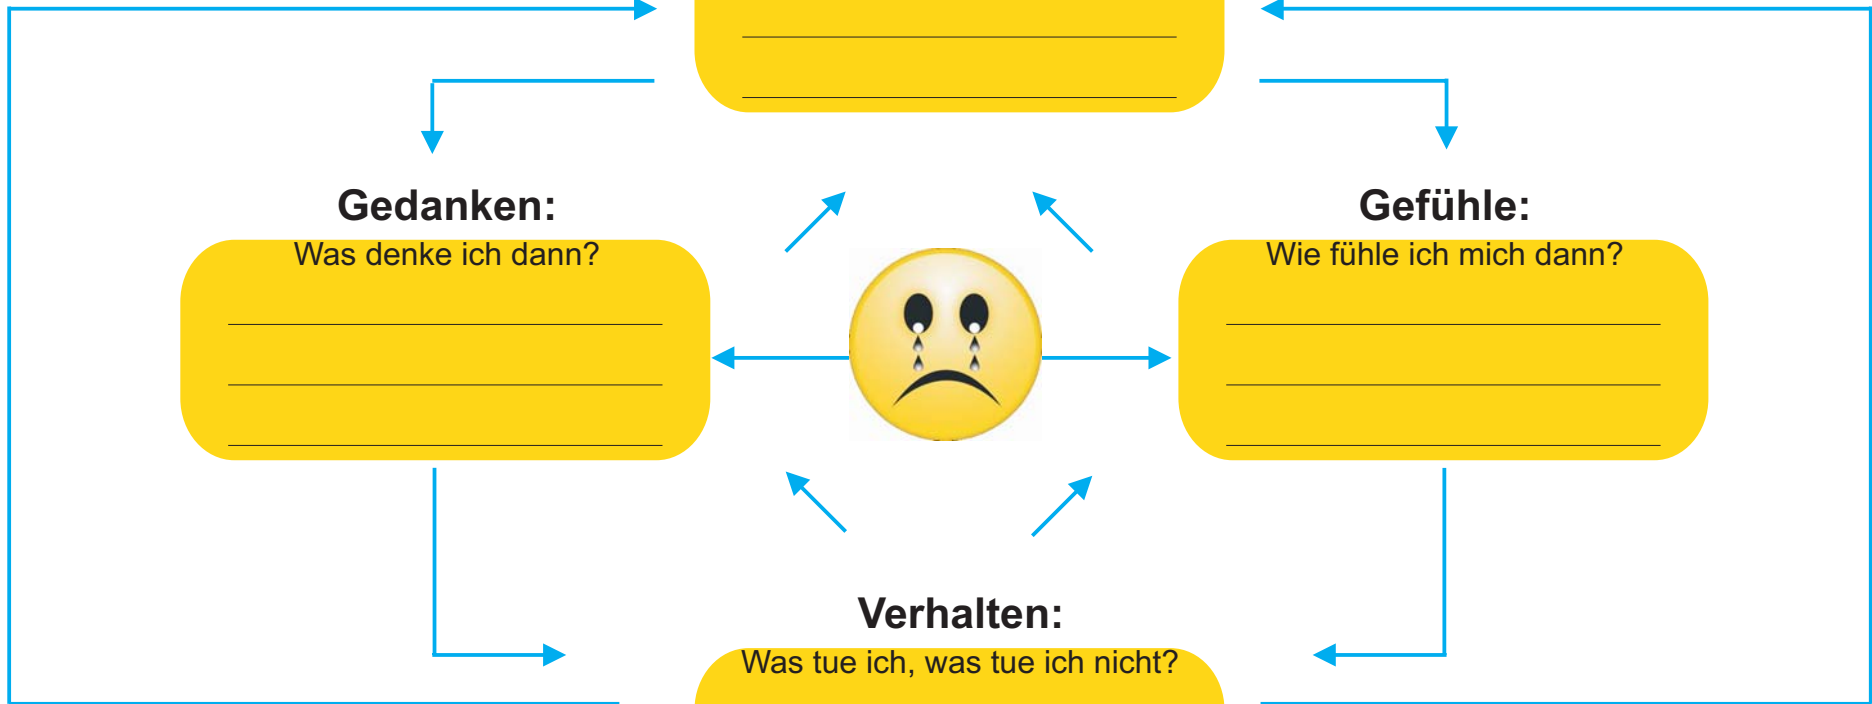 Gedanken:
Was denke ich dann?
Gefühle:
Wie fühle ich mich dann?
Verhalten:
Was tue ich, was tue ich nicht?